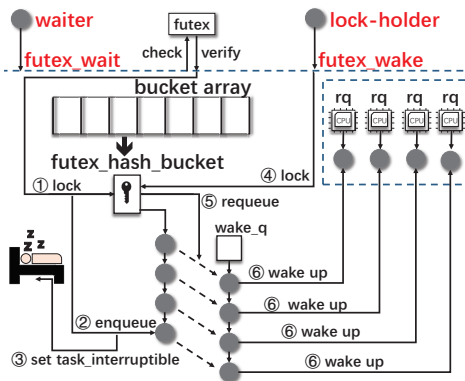 waiter
futex
lock-holder
futex_wait
check
verify
futex_wake
bucket array
rq rq rq rq
CPU CPU CPU CPU
futex_hash_bucket
① lock
④ lock
⑤ requeue
wake_q
z
z z
z
⑥ wake up
② enqueue
⑥ wake up
⑥ wake up
③ set task_interruptible
⑥ wake up